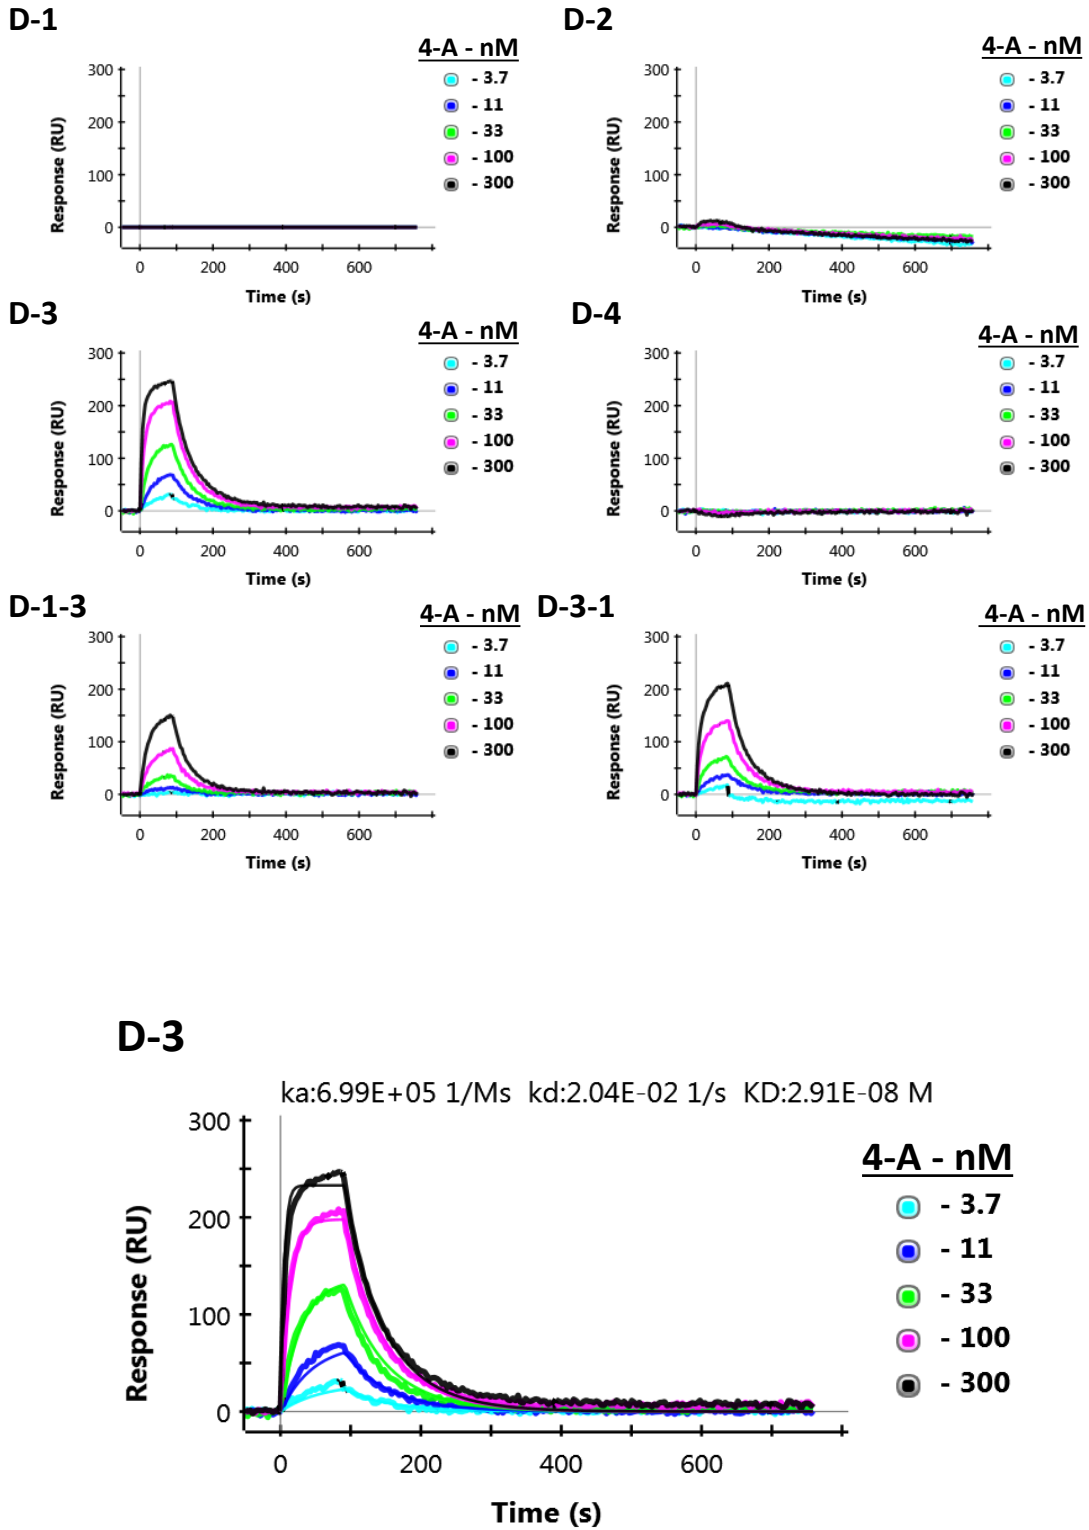 D-1
4-A - nM
- 3.7
- 11
- 33
- 100
- 300
300
200
100
0
Response (RU)
0 200 400 600
Time (s)
D-2
4-A - nM
- 3.7
- 11
- 33
- 100
- 300
300
200
100
0
Response (RU)
0 200 400 600
Time (s)
D-3
4-A - nM
- 3.7
- 11
- 33
- 100
- 300
300
200
100
0
Response (RU)
0 200 400 600
Time (s)
D-4
4-A - nM
- 3.7
- 11
- 33
- 100
- 300
300
200
100
0
Response (RU)
0 200 400 600
Time (s)
D-1-3
4-A - nM
- 3.7
- 11
- 33
- 100
- 300
300
200
100
0
Response (RU)
0 200 400 600
Time (s)
D-3-1
4-A - nM
- 3.7
- 11
- 33
- 100
- 300
300
200
100
0
Response (RU)
0 200 400 600
Time (s)
D-3
ka:6.99E+05 1/Ms kd:2.04E-02 1/s KD:2.91E-08 M
4-A - nM
- 3.7
- 11
- 33
- 100
- 300
300
200
100
0
Response (RU)
0 200 400 600
Time (s)